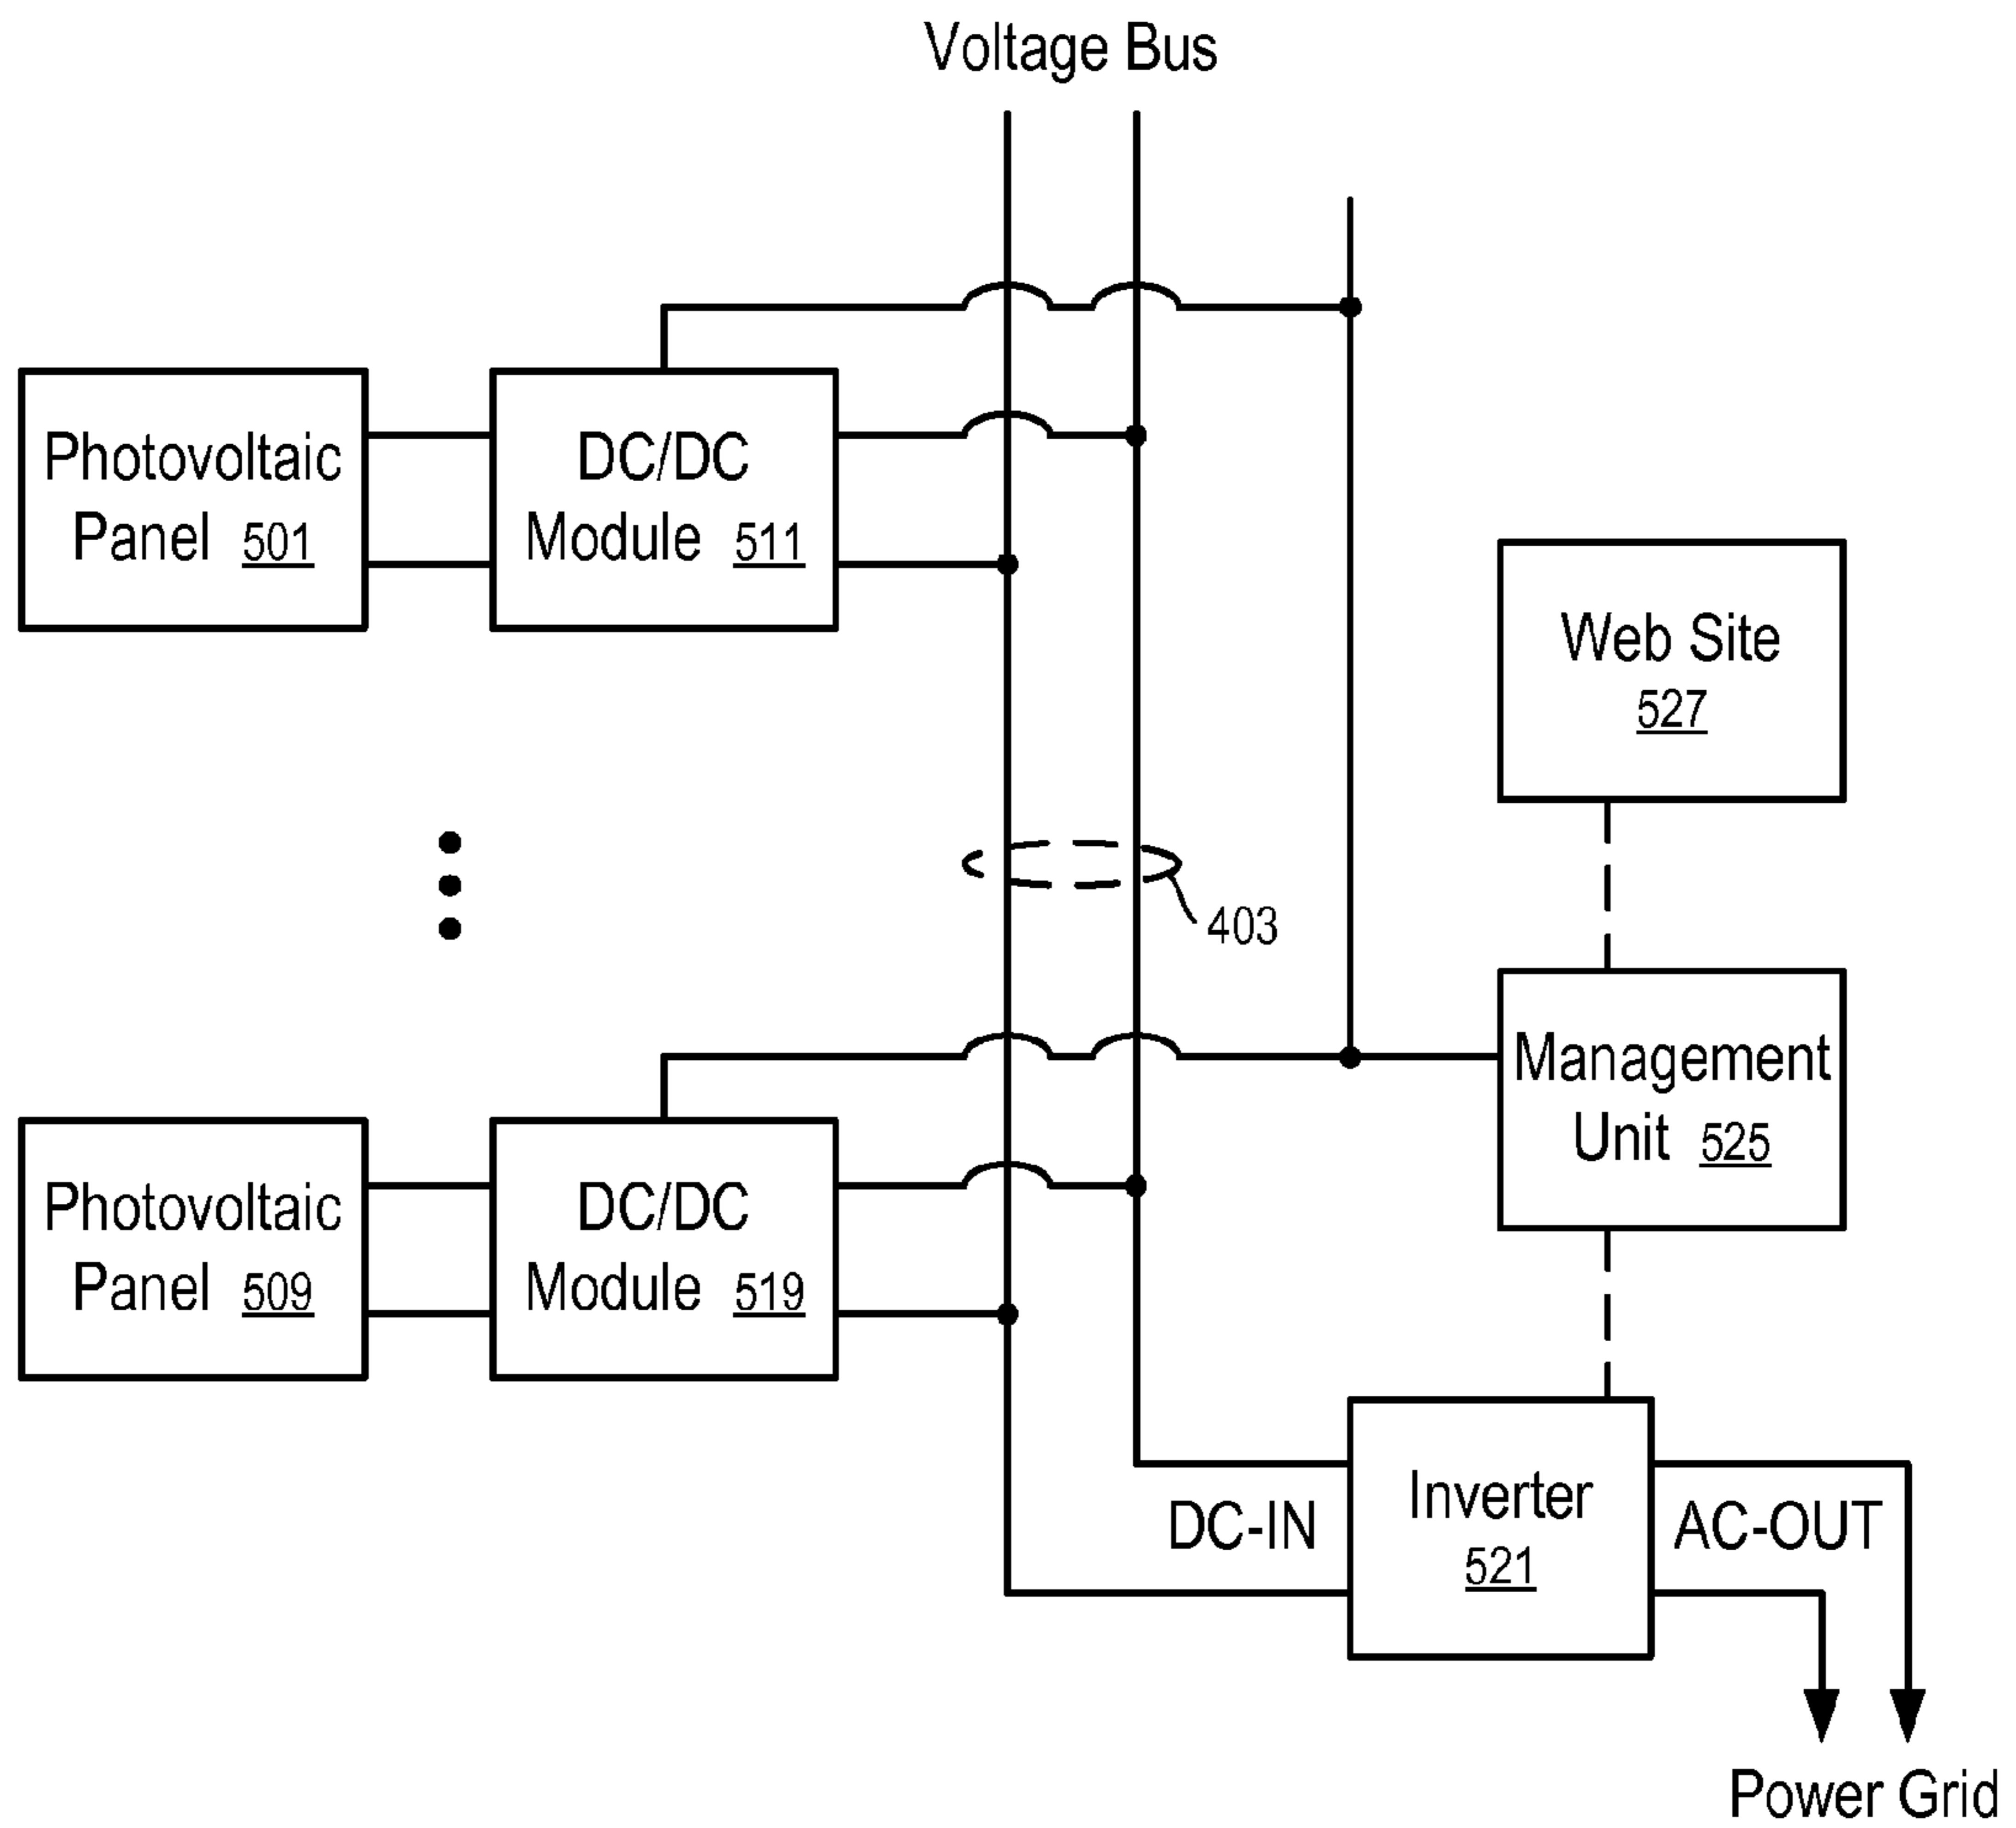 Voltage Bus
Photovoltaic
Panel 501
DC/DC
Module 511
Web Site
527
403
Management
Unit 525
Photovoltaic
Panel 509
DC/DC
Module 519
DC-IN
Inverter
521
AC-OUT
Power Grid